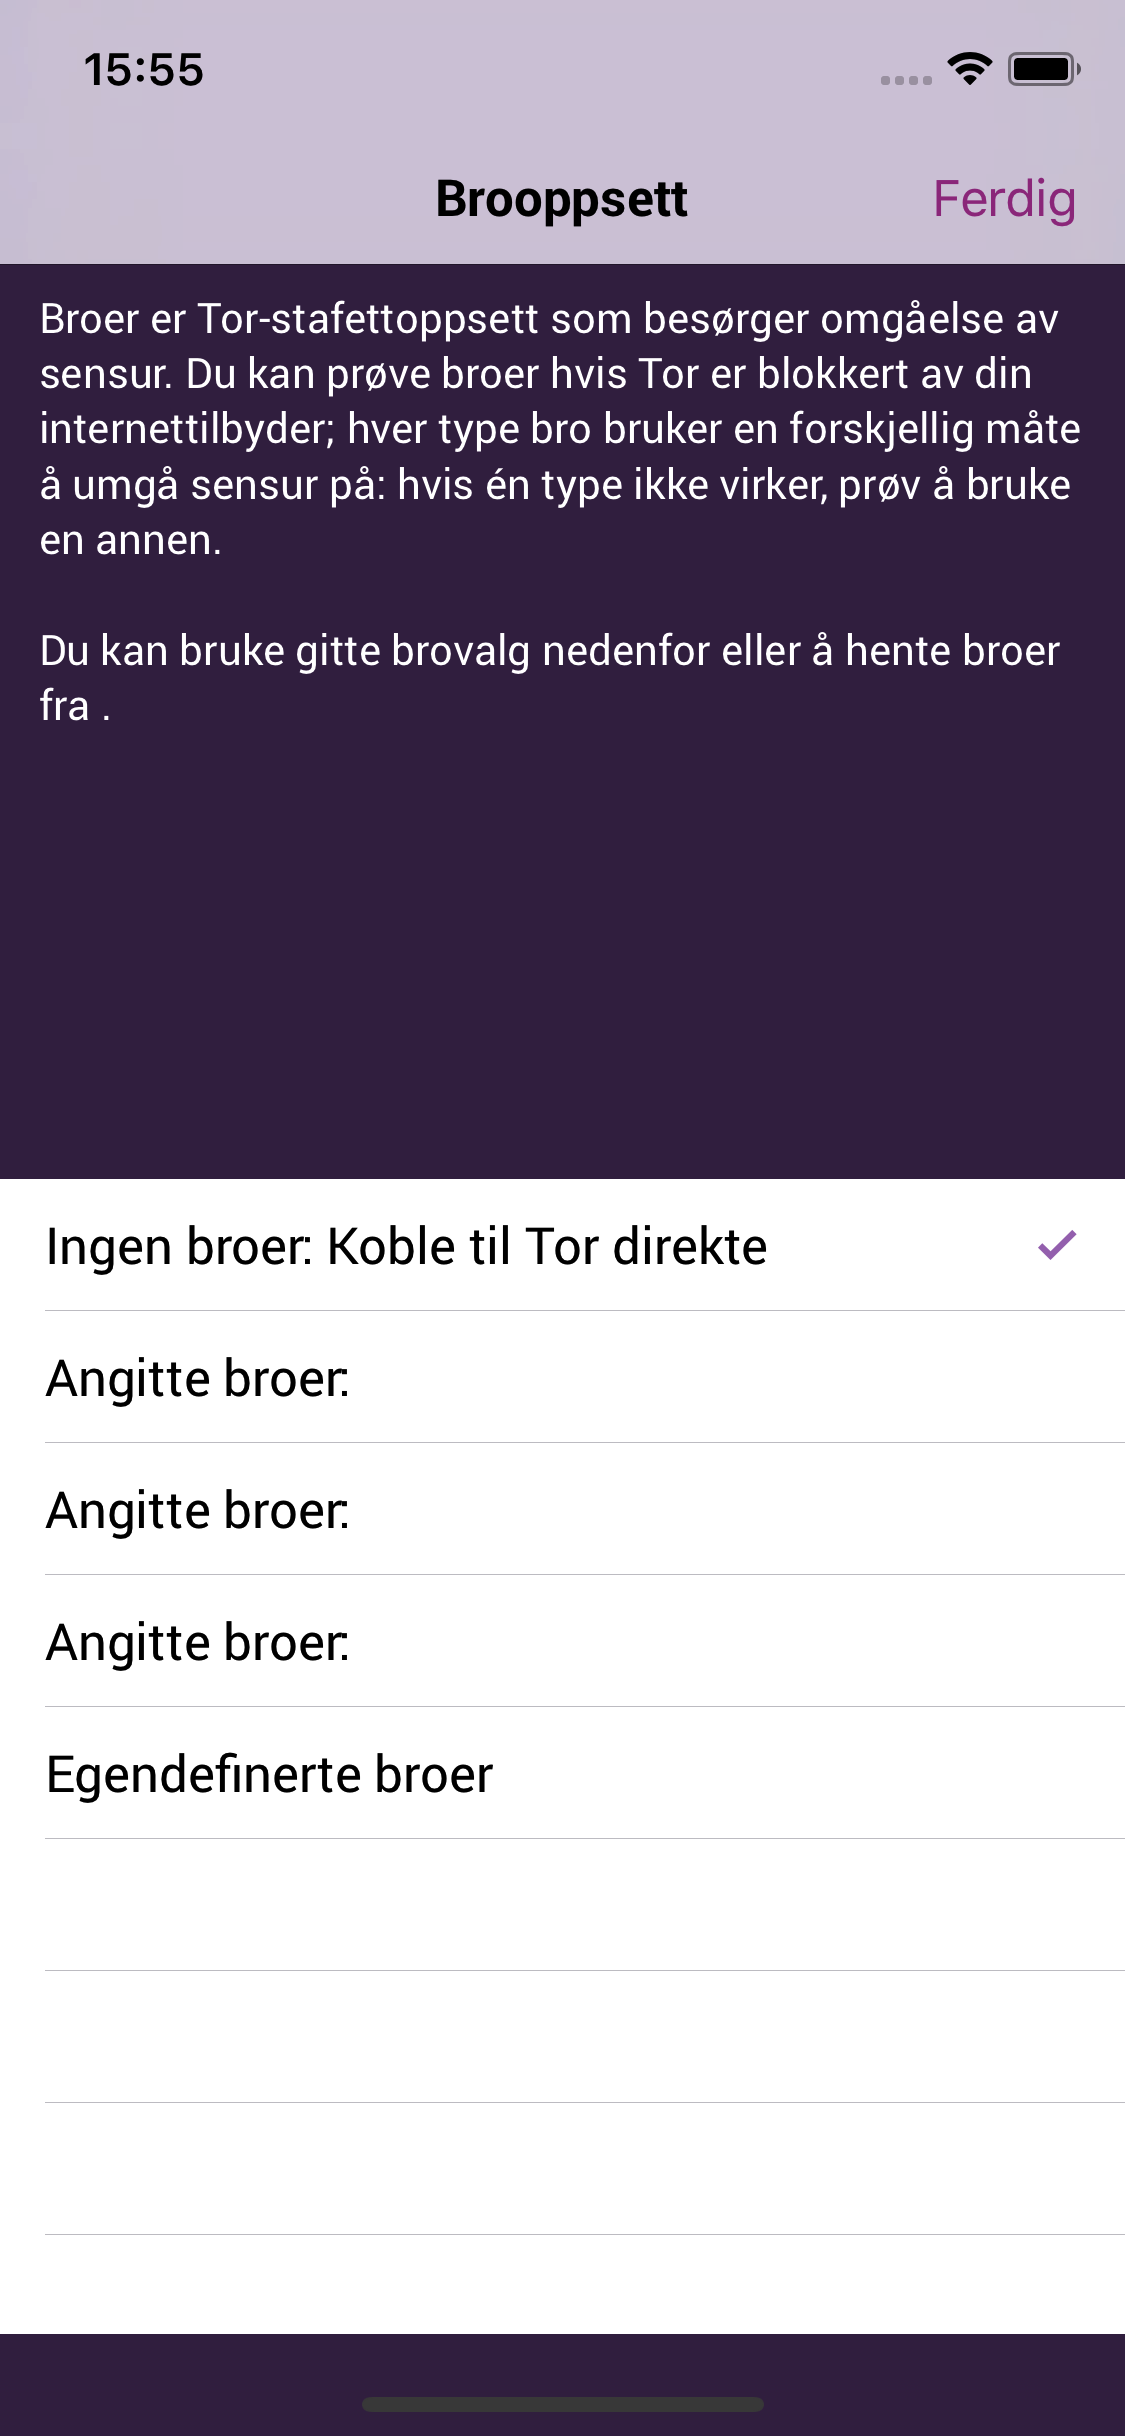 15:55
Brooppsett
Ferdig
Broer er Tor-stafettoppsett som besørger omgåelse av
sensur. Du kan prøve broer hvis Tor er blokkert av din
internettilbyder; hver type bro bruker en forskjellig måte
å umgå sensur på: hvis én type ikke virker, prøv å bruke
en annen.
Du kan bruke gitte brovalg nedenfor eller å hente broer
fra .
Ingen broer: Koble til Tor direkte
Angitte broer:
Angitte broer:
Angitte broer:
Egendefinerte broer